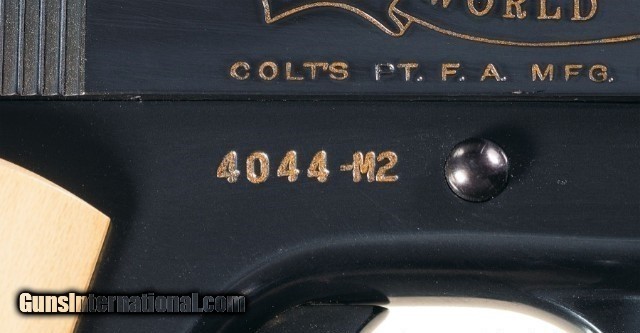 WORLD
COLT'S PT. F. A. MFG.
4044-M2
GunsInternational.com